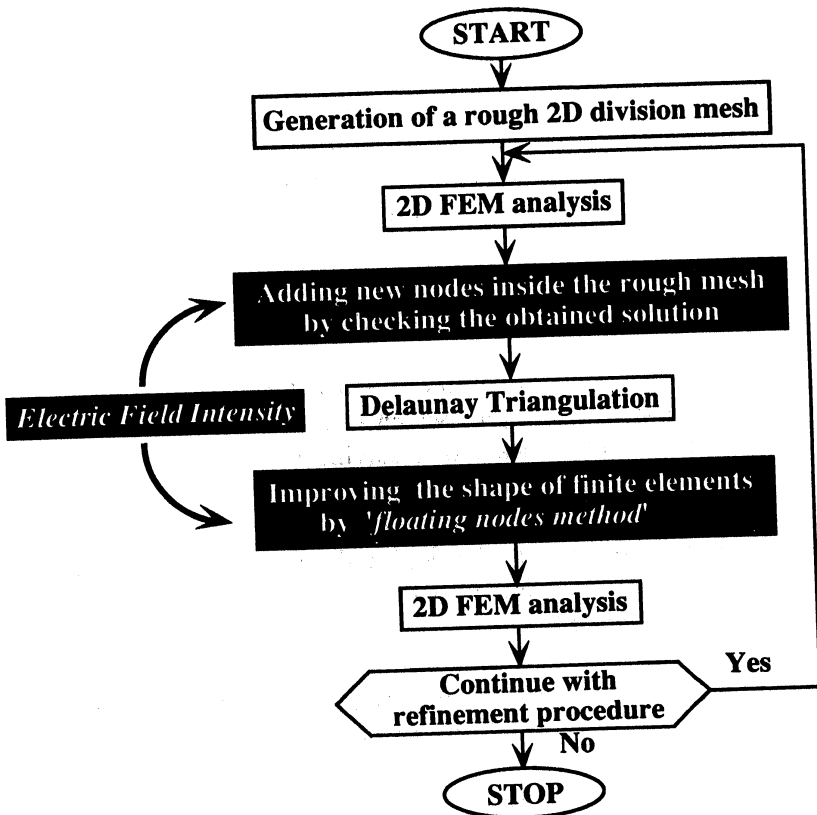 START
Generation of a rough 2D division mesh
2D FEM analysis
Adding new nodes inside the rough mesh
by checking the obtained solution
Electric Field Intensity
Delaunay Triangulation
Improving the shape of finite elements
by 'floating nodes method'
2D FEM analysis
Continue with
refinement procedure
Yes
No
STOP